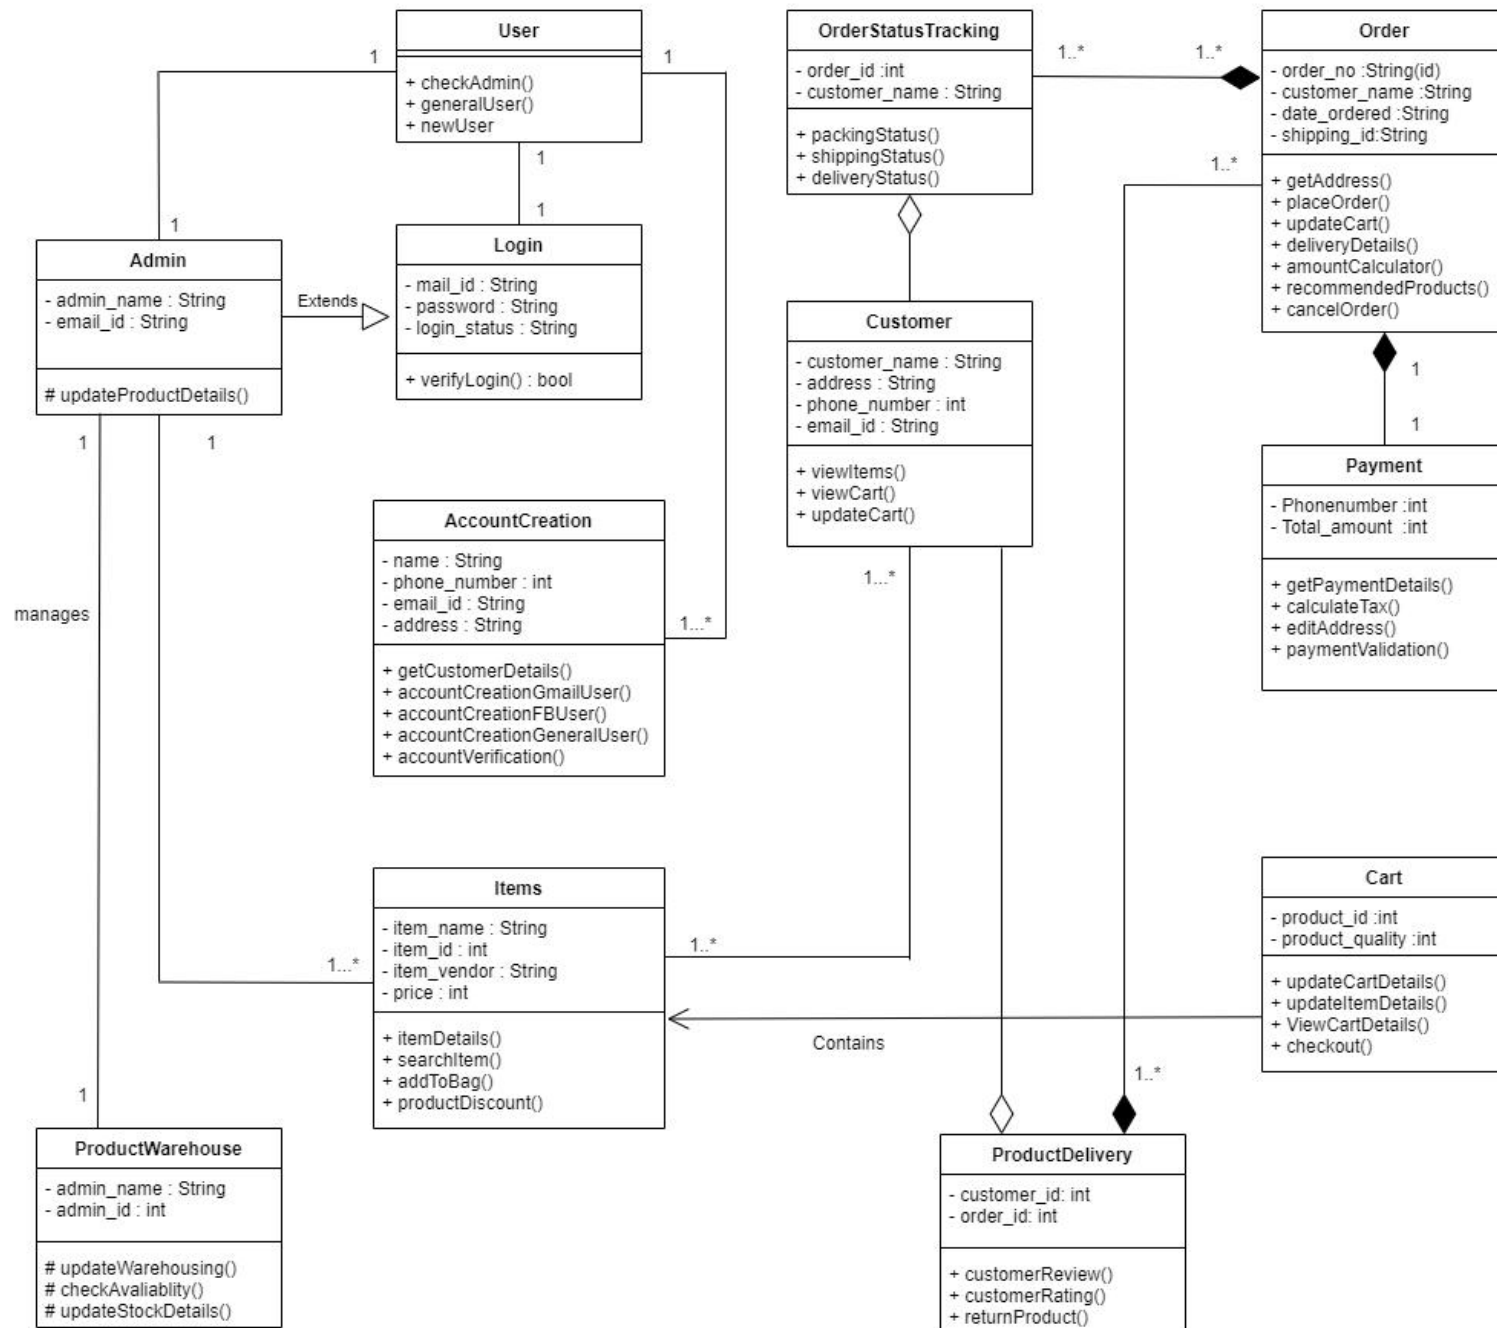 User
+ checkAdmin()
+ generalUser()
+ newUser
1
1
1
1
1
OrderStatusTracking
- order_id :int
- customer_name : String
+ packingStatus()
+ shippingStatus()
+ deliveryStatus()
1..*
1..*
Order
- order_no :String(id)
- customer_name :String
- date_ordered :String
- shipping_id:String
+ getAddress()
+ placeOrder()
+ updateCart()
+ deliveryDetails()
+ amountCalculator()
+ recommendedProducts()
+ cancelOrder()
1..*
Admin
- admin_name : String
- email_id : String
# updateProductDetails()
Extends
Login
- mail_id : String
- password : String
- login_status : String
+ verifyLogin() : bool
Customer
- customer_name : String
- address : String
- phone_number : int
- email_id : String
+ viewItems()
+ viewCart()
+ updateCart()
1
1
1
1
Payment
- Phonenumber :int
- Total_amount :int
+ getPaymentDetails()
+ calculateTax()
+ editAddress()
+ paymentValidation()
AccountCreation
- name : String
- phone_number : int
- email_id : String
- address : String
+ getCustomerDetails()
+ accountCreationGmailUser()
+ accountCreationFBUser()
+ accountCreationGeneralUser()
+ accountVerification()
1...*
1...*
manages
Items
- item_name : String
- item_id : int
- item_vendor : String
- price : int
+ itemDetails()
+ searchItem()
+ addToBag()
+ productDiscount()
1...*
1..*
Contains
Cart
- product_id :int
- product_quality :int
+ updateCartDetails()
+ updateItemDetails()
+ ViewCartDetails()
+ checkout()
1
1..*
ProductWarehouse
- admin_name : String
- admin_id : int
# updateWarehousing()
# checkAvaliablity()
# updateStockDetails()
ProductDelivery
- customer_id: int
- order_id: int
+ customerReview()
+ customerRating()
+ returnProduct()